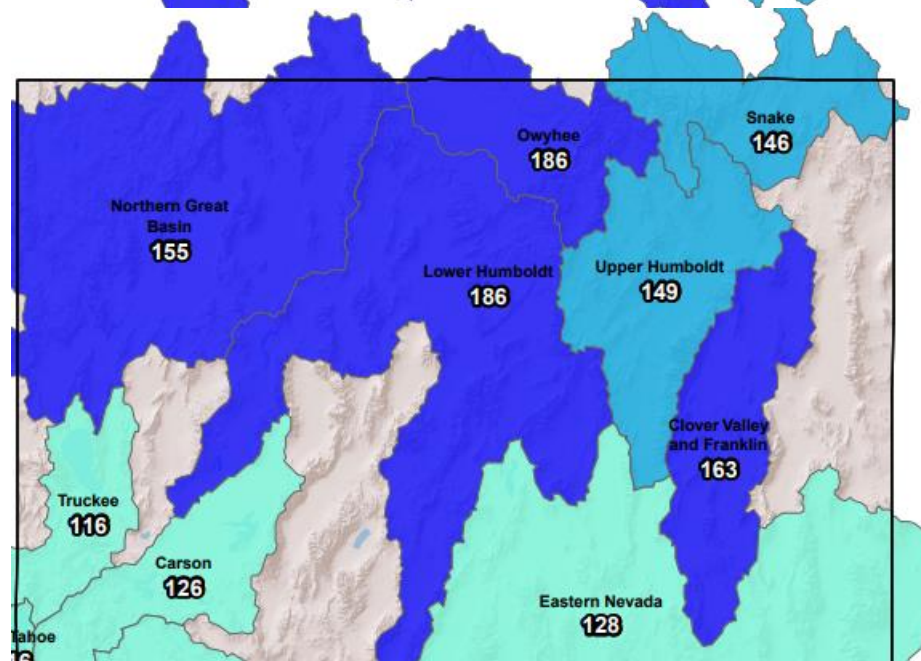 Snake
146
Owyhee
186
Northern Great
Basin
155
Lower Humboldt
186
Upper Humboldt
149
Clover Valley
and Franklin
163
Truckee
116
Carson
126
Eastern Nevada
128
Tahoe